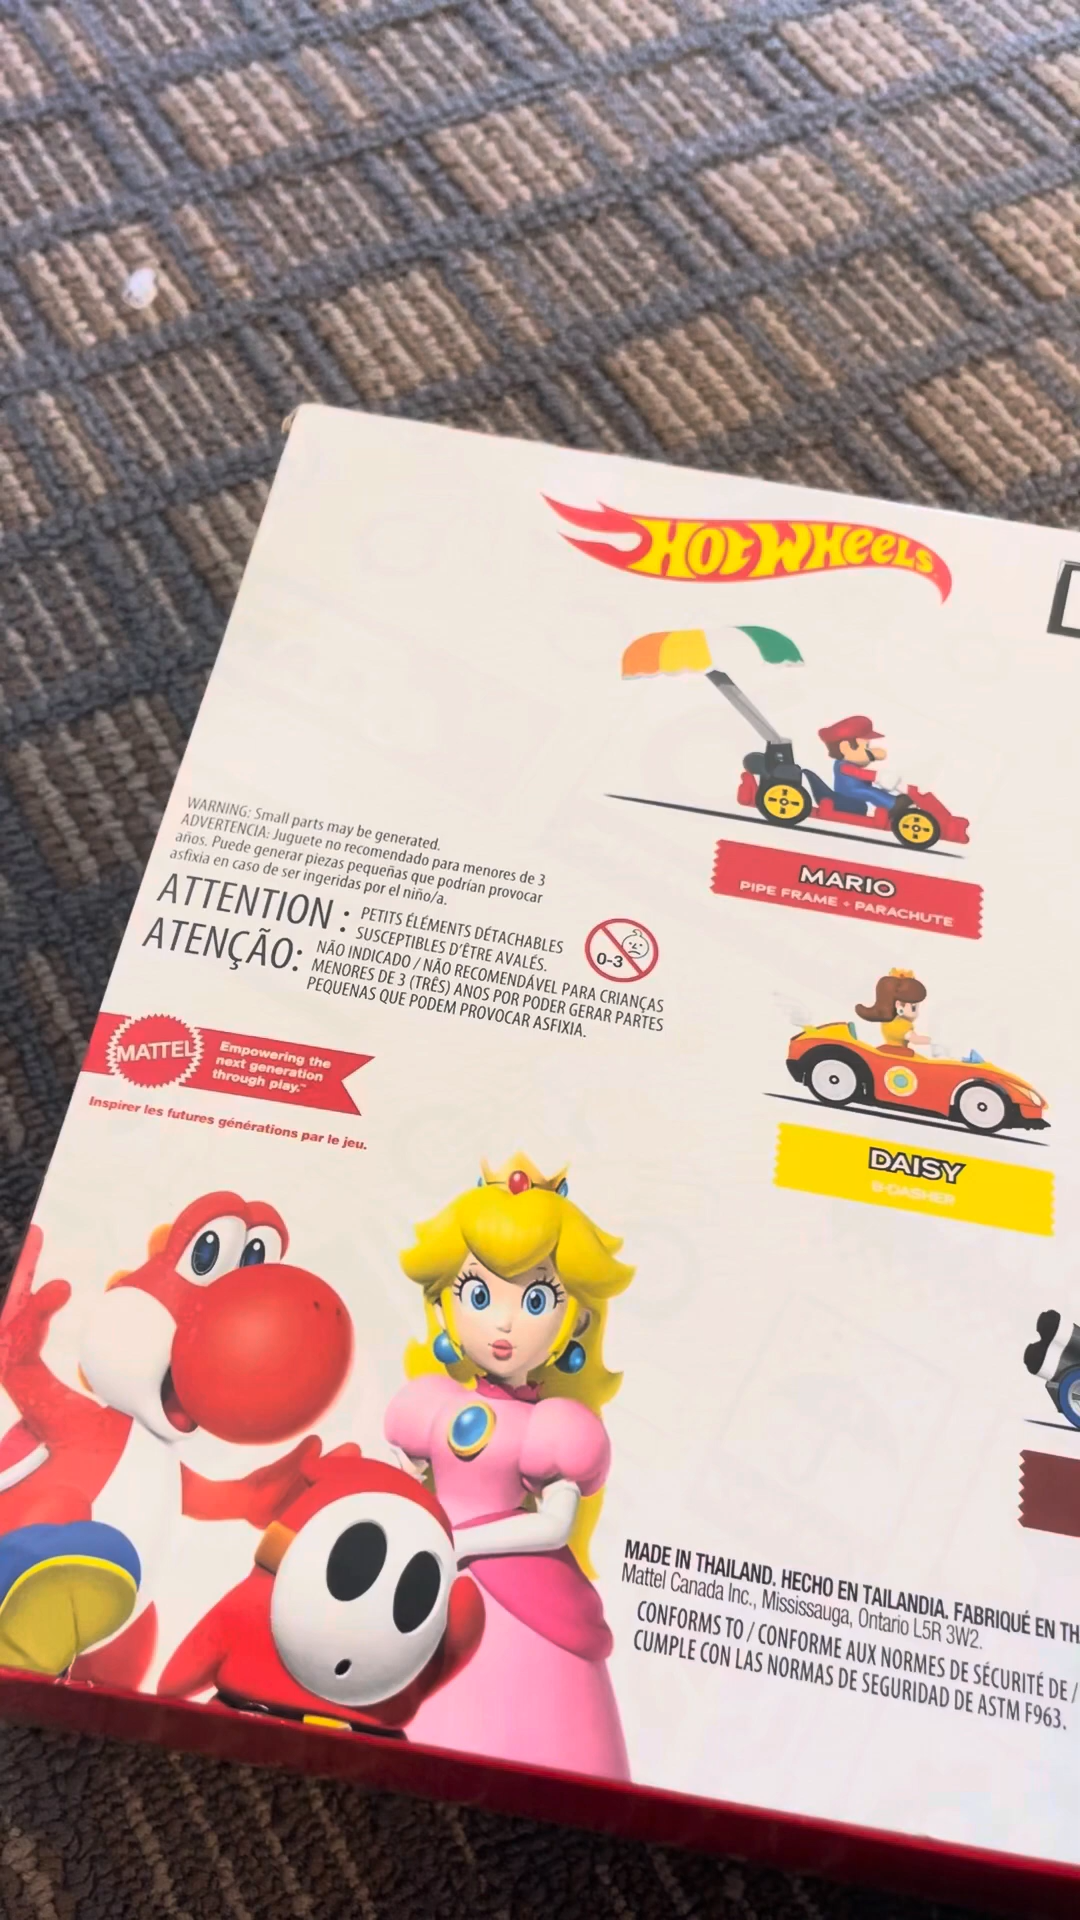 HOT WHEELS
MARIO
PIPE FRAME + PARACHUTE
WARNING: Small parts may be generated.
ADVERTENCIA: Juguete no recomendado para menores de 3
años. Puede generar piezas pequeñas que podrían provocar
asfixia en caso de ser ingeridas por el niño/a.
ATTENTION : PETITS ÉLÉMENTS DÉTACHABLES
SUSCEPTIBLES D'ÊTRE AVALÉS.
ATENÇÃO: NÃO INDICADO / NÃO RECOMENDÁVEL PARA CRIANÇAS
MENORES DE 3 (TRÊS) ANOS POR PODER GERAR PARTES
PEQUENAS QUE PODEM PROVOCAR ASFIXIA.
0-3
MATTEL
Empowering the
next generation
through play.™
Inspirer les futures générations par le jeu.
DAISY
B-DASHER
MADE IN THAILAND. HECHO EN TAILANDIA. FABRIQUÉ EN TH
Mattel Canada Inc., Mississauga, Ontario L5R 3W2.
CONFORMS TO / CONFORME AUX NORMES DE SÉCURITÉ DE /
CUMPLE CON LAS NORMAS DE SEGURIDAD DE ASTM F963.